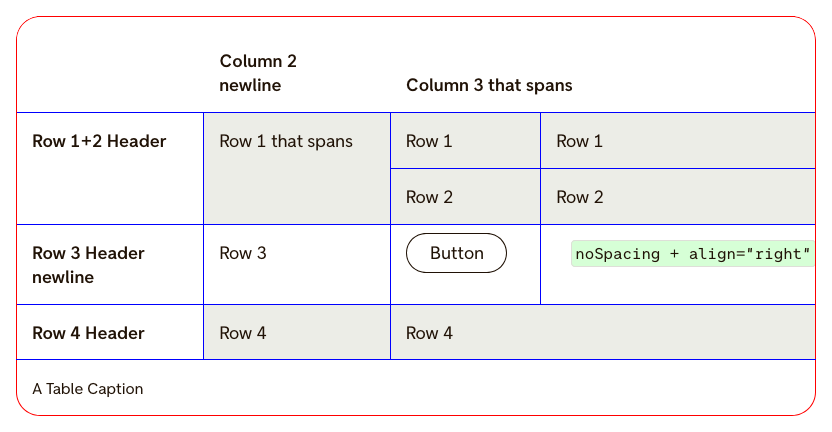 Column 2
newline
Column 3 that spans
Row 1+2 Header
Row 1 that spans
Row 1
Row 1
Row 2
Row 2
Row 3 Header
newline
Row 3
Button
noSpacing + align="right"
Row 4 Header
Row 4
Row 4
A Table Caption